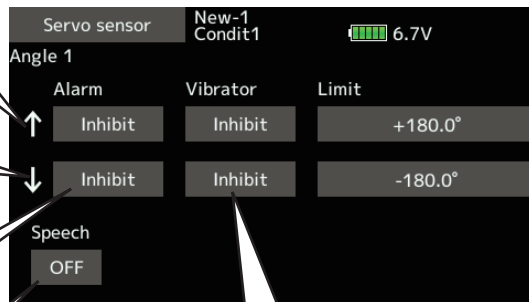 Servo sensor
New-1
Condit1
6.7V
Angle 1
Alarm Vibrator Limit
↑ Inhibit Inhibit +180.0°
↓ Inhibit Inhibit -180.0°
Speech
OFF